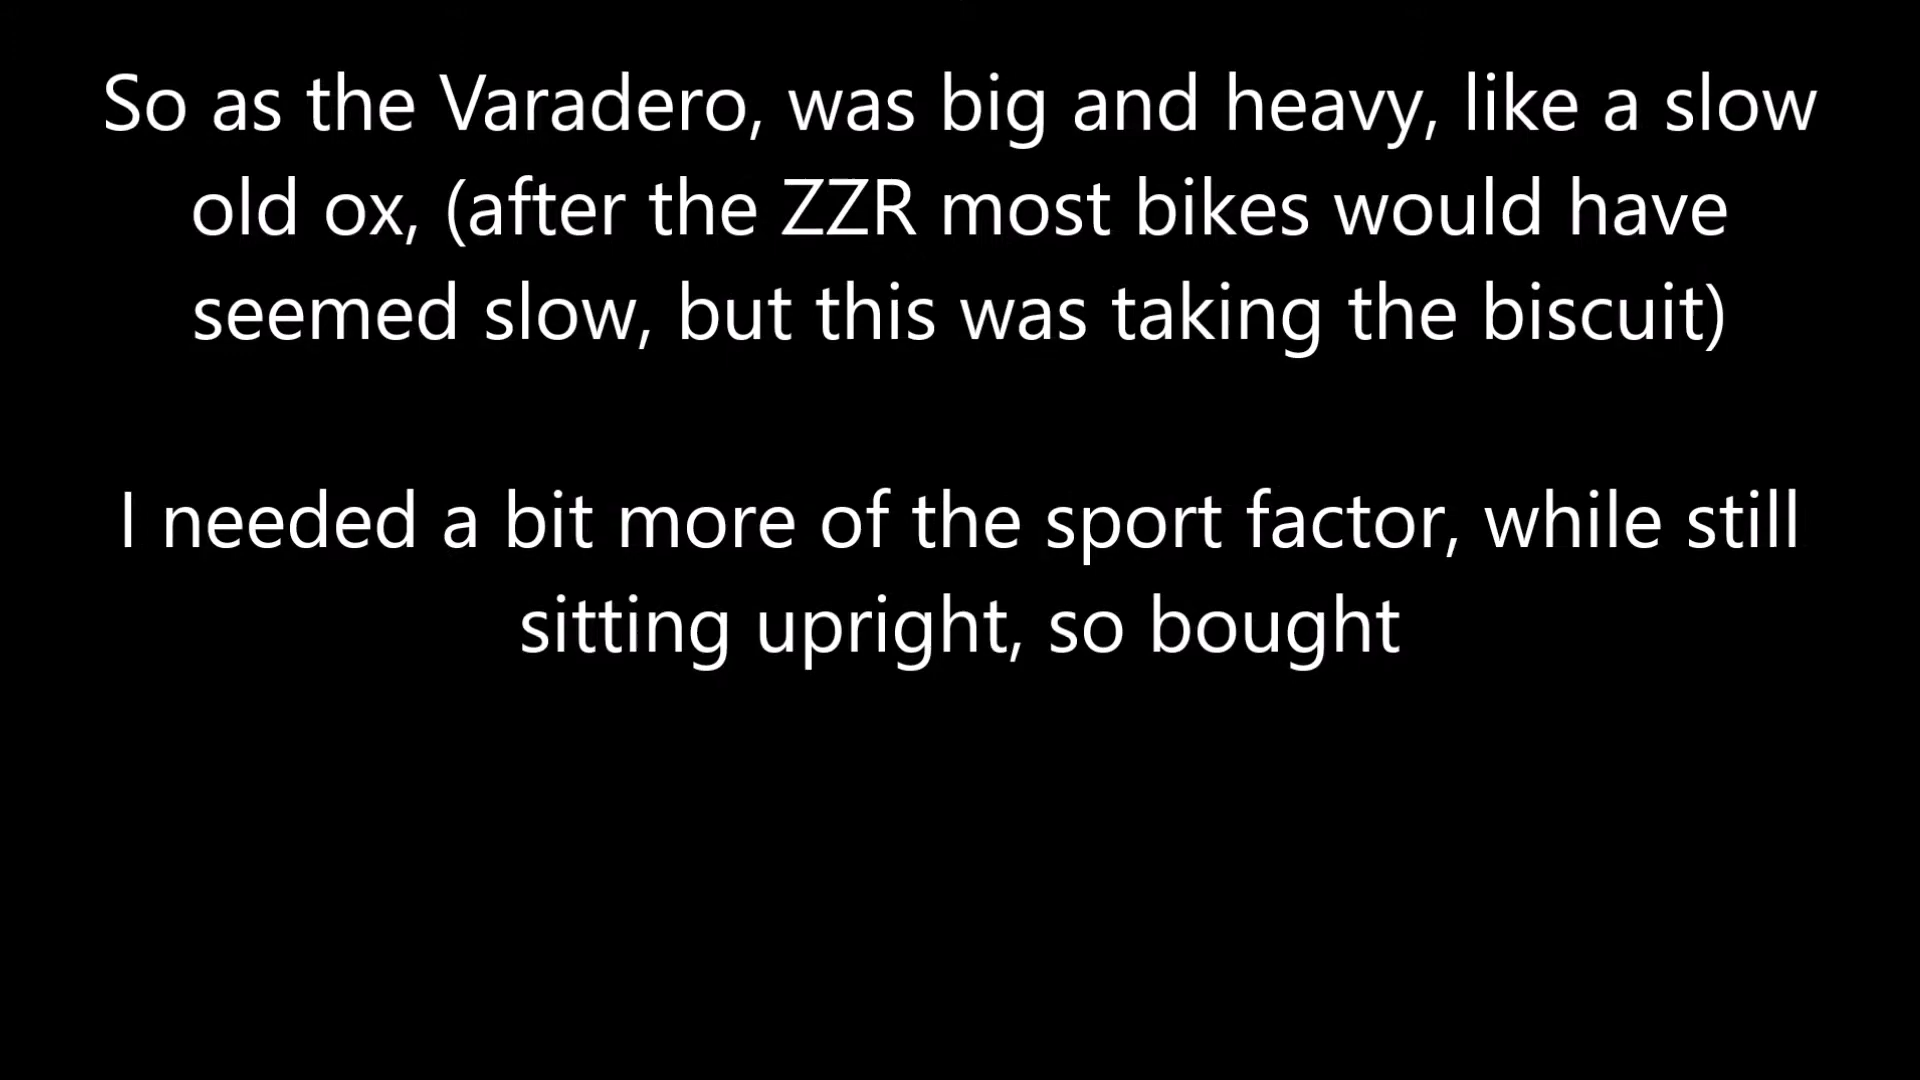 So as the Varadero, was big and heavy, like a slow
old ox, (after the ZZR most bikes would have
seemed slow, but this was taking the biscuit)
I needed a bit more of the sport factor, while still
sitting upright, so bought